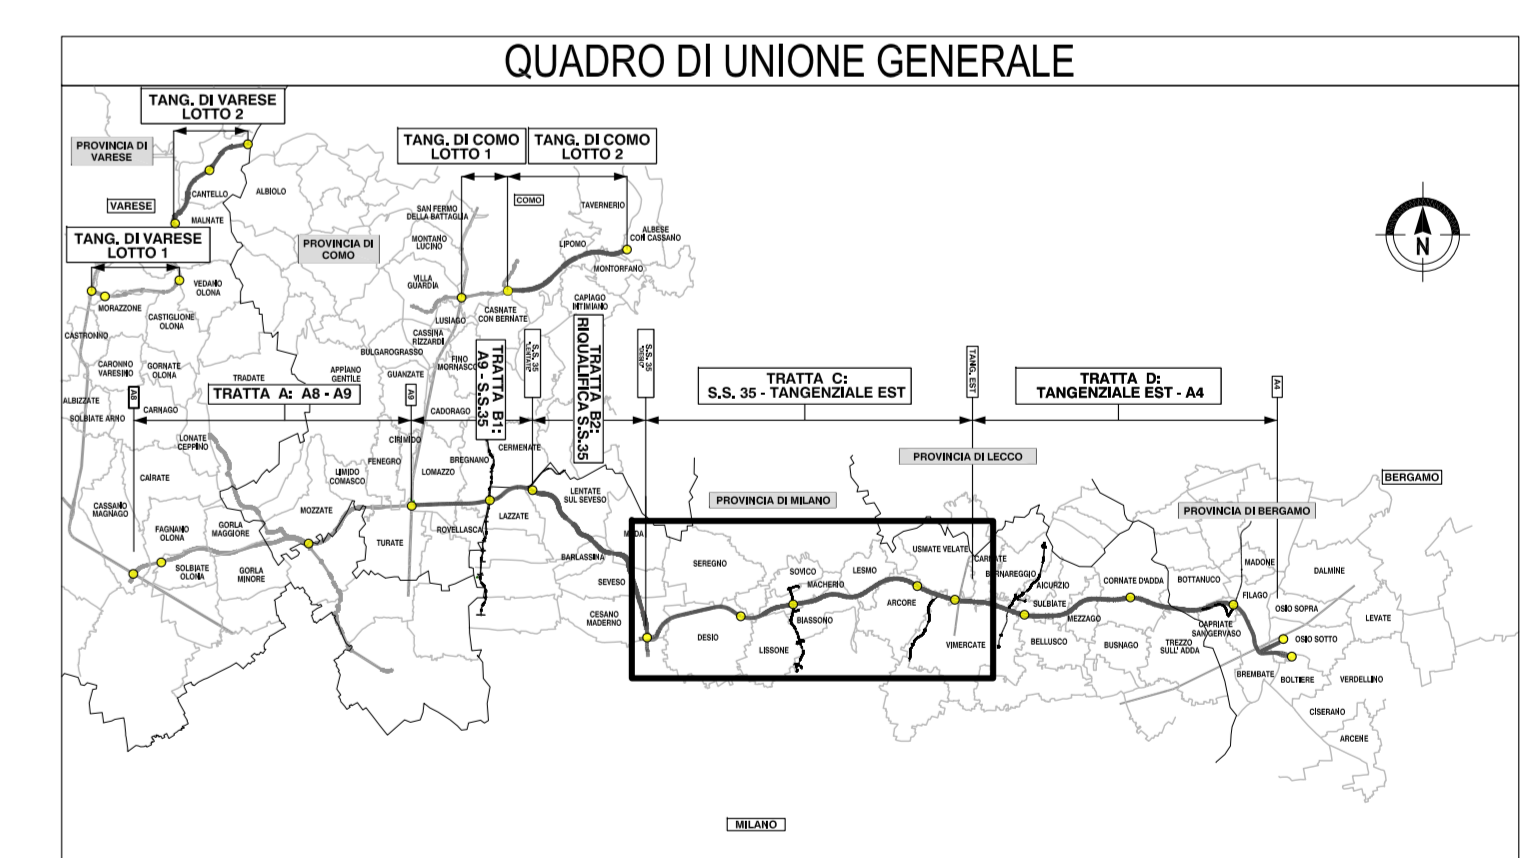 QUADRO DI UNIONE GENERALE
TANG. DI VARESE
LOTTO 2
PROVINCIA DI
VARESE
CANTELLO
ALBIOLO
VARESE
MALNATE
TANG. DI VARESE
LOTTO 1
PROVINCIA DI
COMO
TANG. DI COMO
LOTTO 1
TANG. DI COMO
LOTTO 2
COMO
TAVERNERIO
SAN FERMO
DELLA BATTAGLIA
MONTANO
LUCINO
LIPOMO
ALBESE
CON CASSANO
MONTORFANO
VILLA
GUARDIA
N
VEDANO
OLONA
MORAZZONE
CASTIGLIONE
OLONA
CASTRONNO
LUSIAGO
CASNATE
CON BERNATE
CAPIAGO
INTIMIANO
CASSINA
RIZZARDI
BULGAROGRASSO
FINO
MORNASCO
GUANZATE
CARONNO
VARESINO
GORNATE
OLONA
TRADATE
APPIANO
GENTILE
ALBIZZATE
SOLBIATE ARNO
CARNAGO
A8
TRATTA A: A8 - A9
A9
CADORAGO
TRATTA B1:
A9 - S.S.35
S.S. 35
"LENTATE"
TRATTA B2:
RIQUALIFICA S.S.35
S.S. 35
TRATTA C:
S.S. 35 - TANGENZIALE EST
TANG. EST
TRATTA D:
TANGENZIALE EST - A4
A4
LONATE
CEPPINO
CIRIMIDO
FENEGRO
LOMAZZO
BREGNANO
CERMENATE
LIMIDO
COMASCO
CAIRATE
CASSANO
MAGNAGO
FAGNANO
OLONA
GORLA
MAGGIORE
MOZZATE
ROVELLASCA
LAZZATE
LENTATE
SUL SEVESO
TURATE
SOLBIATE
OLONA
GORLA
MINORE
MEDA
BARLASSINA
SEVESO
CESANO
MADERNO
PROVINCIA DI MILANO
PROVINCIA DI LECCO
PROVINCIA DI BERGAMO
BERGAMO
SEREGNO
SOVICO
MACHERIO
LESMO
USMATE VELATE
CARNATE
BERNAREGGIO
AICURZIO
SULBIATE
CORNATE D'ADDA
BOTTANUCO
MADONE
DALMINE
FILAGO
DESIO
LISSONE
BIASSONO
ARCORE
VIMERCATE
BELLUSCO
MEZZAGO
BUSNAGO
TREZZO
SULL' ADDA
CAPRIATE
SANGERVASO
OSIO SOPRA
OSIO SOTTO
LEVATE
BREMBATE
BOLTIERE
VERDELLINO
CISERANO
ARCENE
MILANO